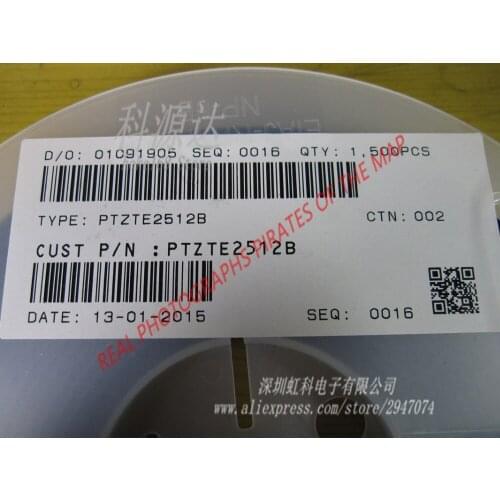 科源达
D/O: 01C91905 SEQ: 0016 QTY: 1,500PCS
TYPE: PTZTE2512B CTN: 002
CUST P/N :PTZTE2512B
DATE: 13-01-2015 SEQ: 0016
REAL PHOTOGRAPHS PIRATES OF THE MAP
深圳虹科电子有限公司
www.aliexpress.com/store/2947074